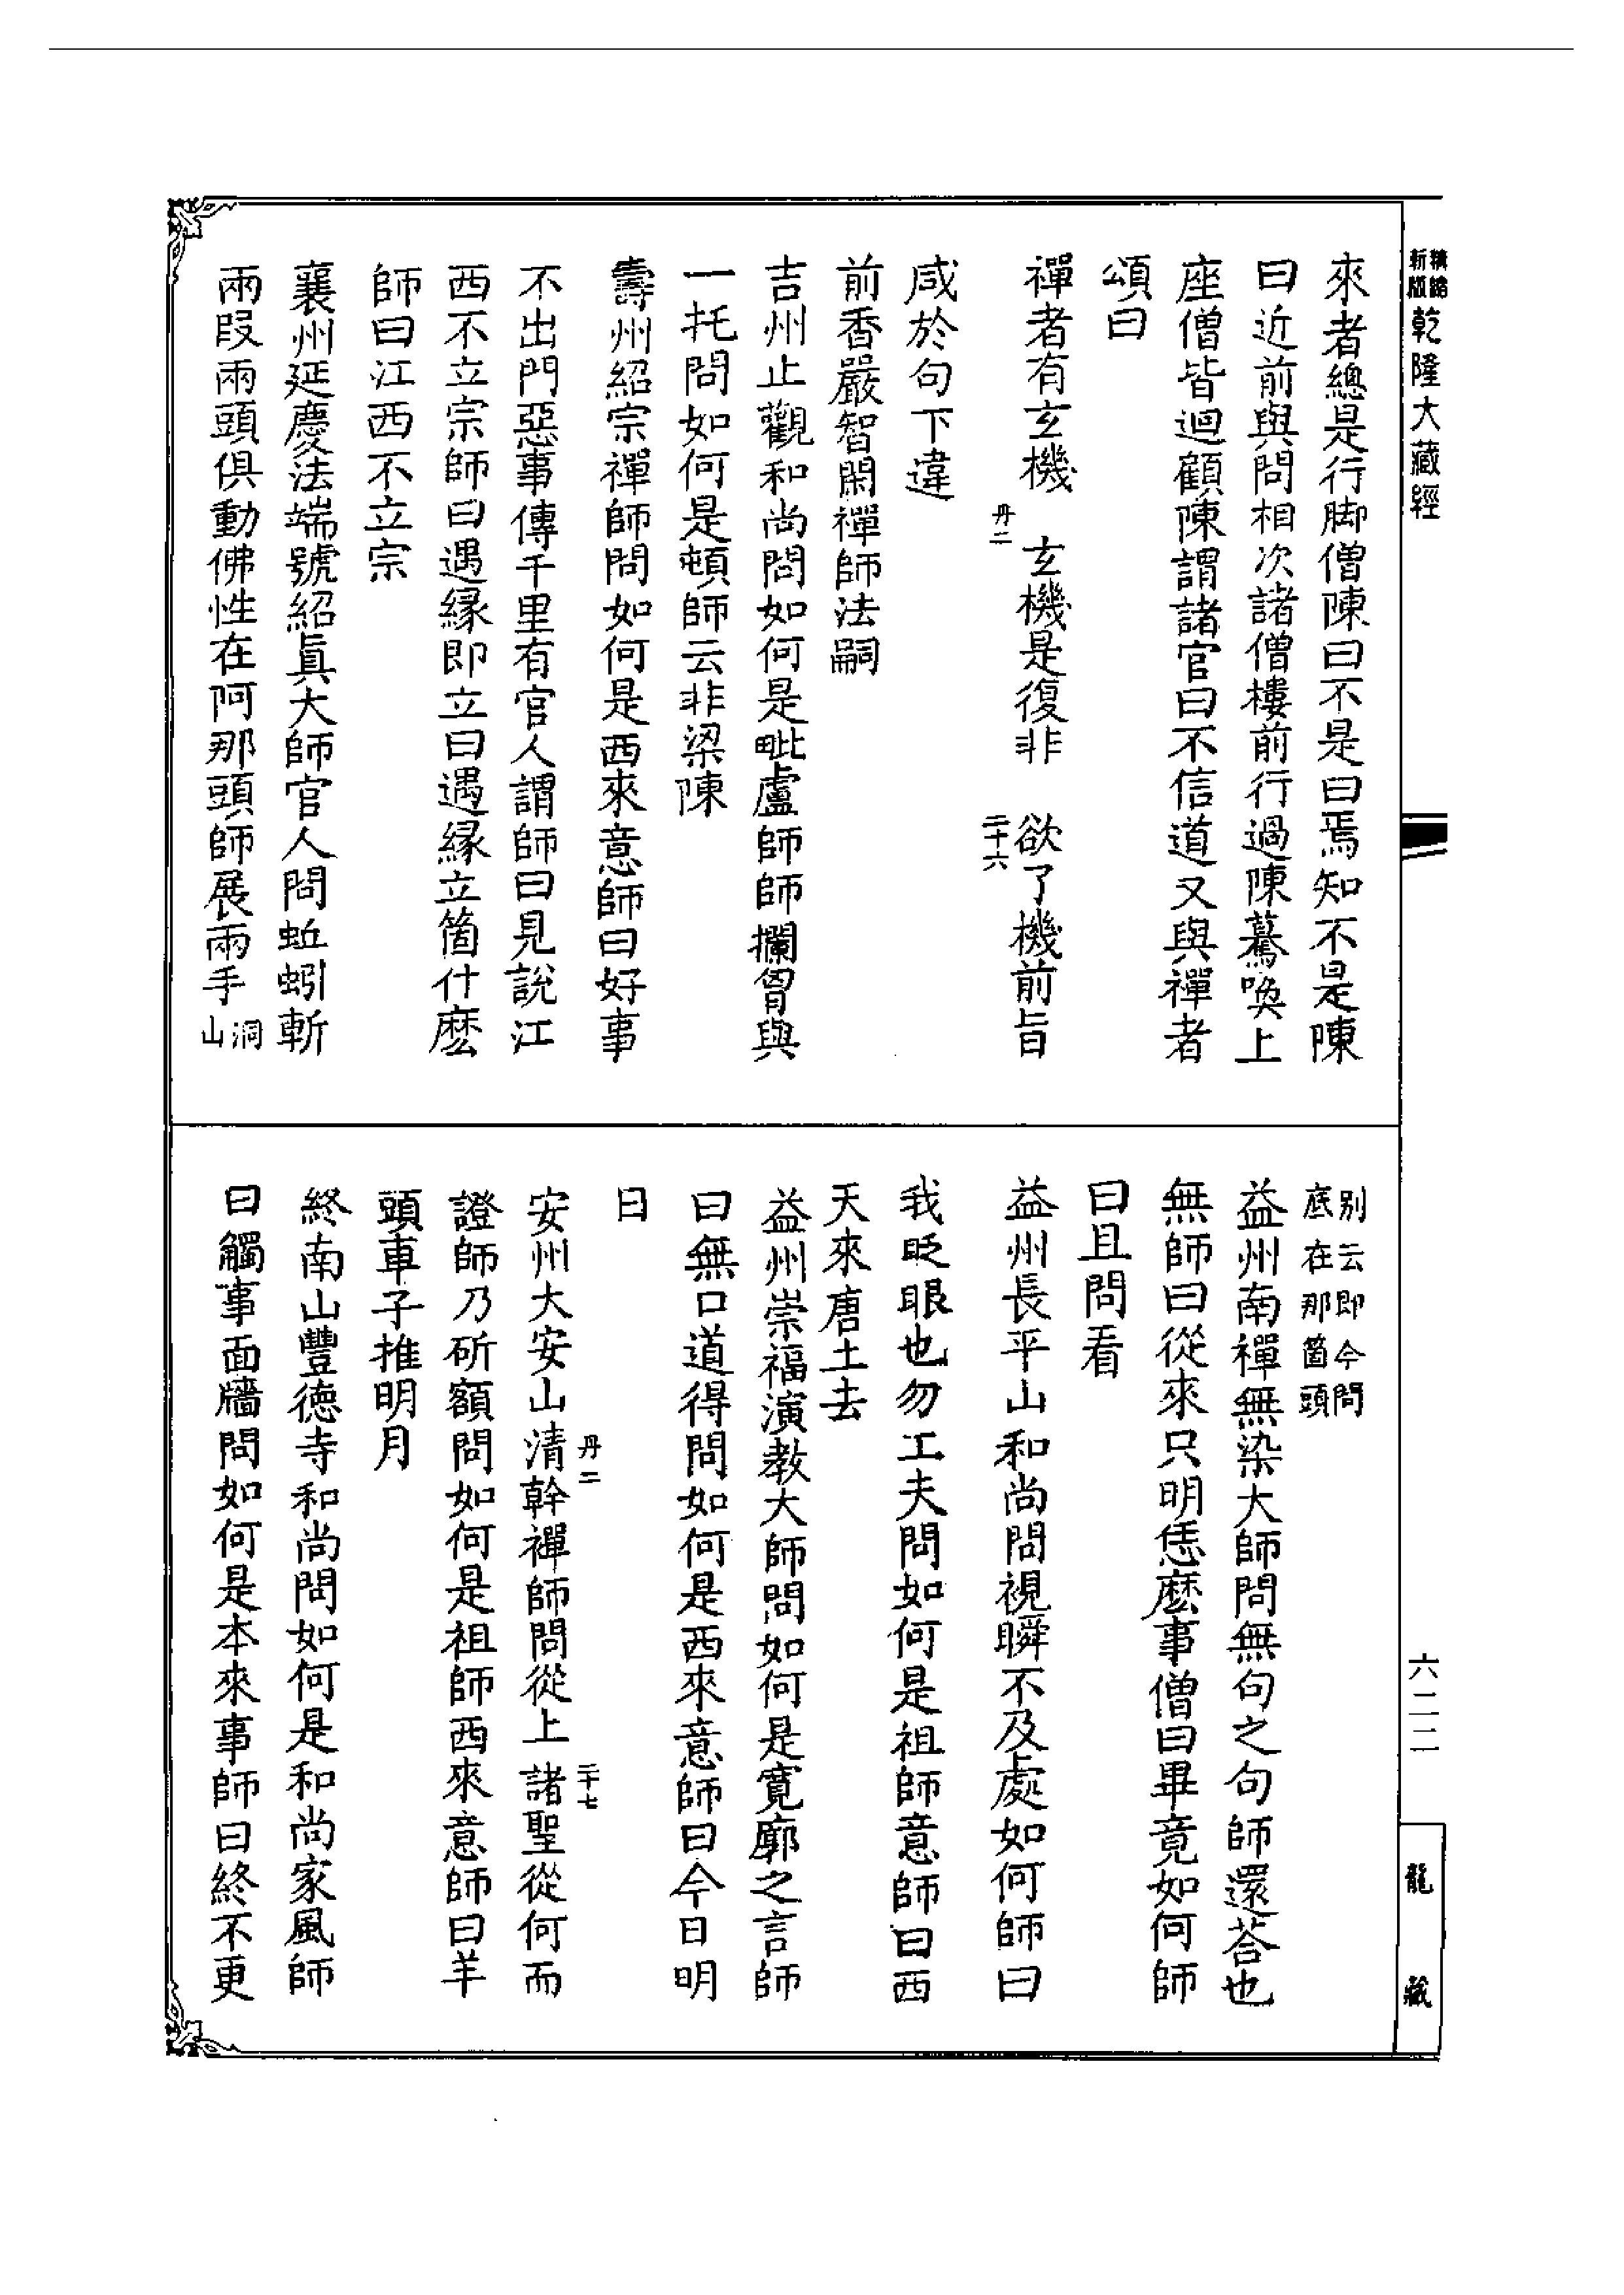 來者總是行脚僧陳曰不是曰焉知不是陳
曰近前與問相次諸僧樓前行過陳驀喚上
座僧皆迴顧陳謂諸官曰不信道又與禪者
頌曰
禪者有玄機 玄機是復非 欲了機前旨
丹二 二十六
咸於句下違
前香嚴智閑禪師法嗣
吉州止觀和尚問如何是毗盧師師攔胷與
一托問如何是頓師云非梁陳
壽州紹宗禪師問如何是西來意師曰好事
不出門惡事傳千里有官人謂師曰見說江
西不立宗師曰遇緣即立曰遇緣立箇什麽
師曰江西不立宗
襄州延慶法端號紹真大師官人問蚯蚓斬
兩段兩頭俱動佛性在阿那頭師展兩手洞
山
别云即今問
底在那箇頭
益州南禪無染大師問無句之句師還荅也
無師曰從來只明恁麽事僧曰畢竟如何師
曰且問看
益州長平山和尚問視瞬不及處如何師曰
我眨眼也勿工夫問如何是祖師意師曰西
天來唐土去
益州崇福演教大師問如何是寬廓之言師
曰無口道得問如何是西來意師曰今日明
日
丹二 二十七
安州大安山清幹禪師問從上諸聖從何而
證師乃斫額問如何是祖師西來意師曰羊
頭車子推明月
終南山豐德寺和尚問如何是和尚家風師
曰觸事面牆問如何是本來事師曰終不更
新版
乾隆大藏經
六二二
龍藏